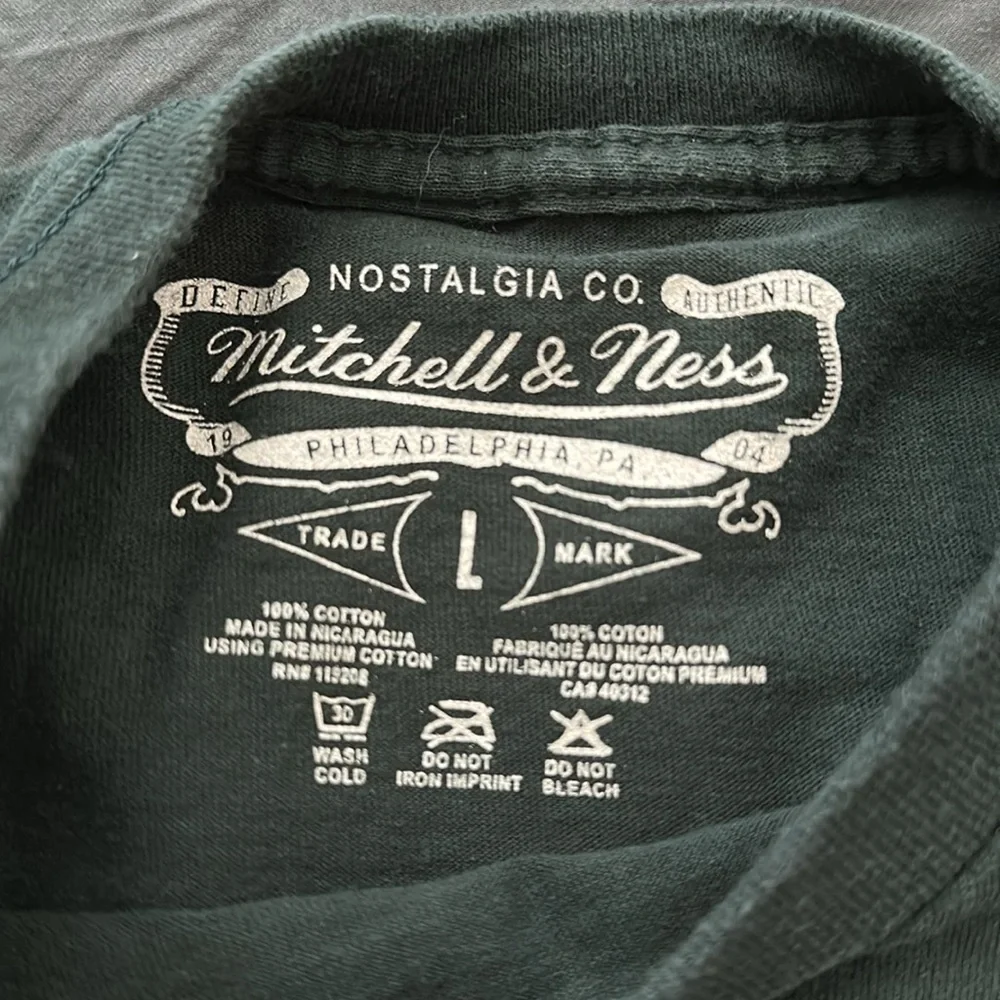 NOSTALGIA CO.
DEFINE AUTHENTIC
Mitchell & Ness
19 PHILADELPHIA, PA 04
TRADE L MARK
100% COTTON
MADE IN NICARAGUA
USING PREMIUM COTTON
RN# 119208
100% COTON
FABRIQUÉ AU NICARAGUA
EN UTILISANT DU COTON PREMIUM
CA# 40312
30
WASH
COLD
DO NOT
IRON IMPRINT
DO NOT
BLEACH